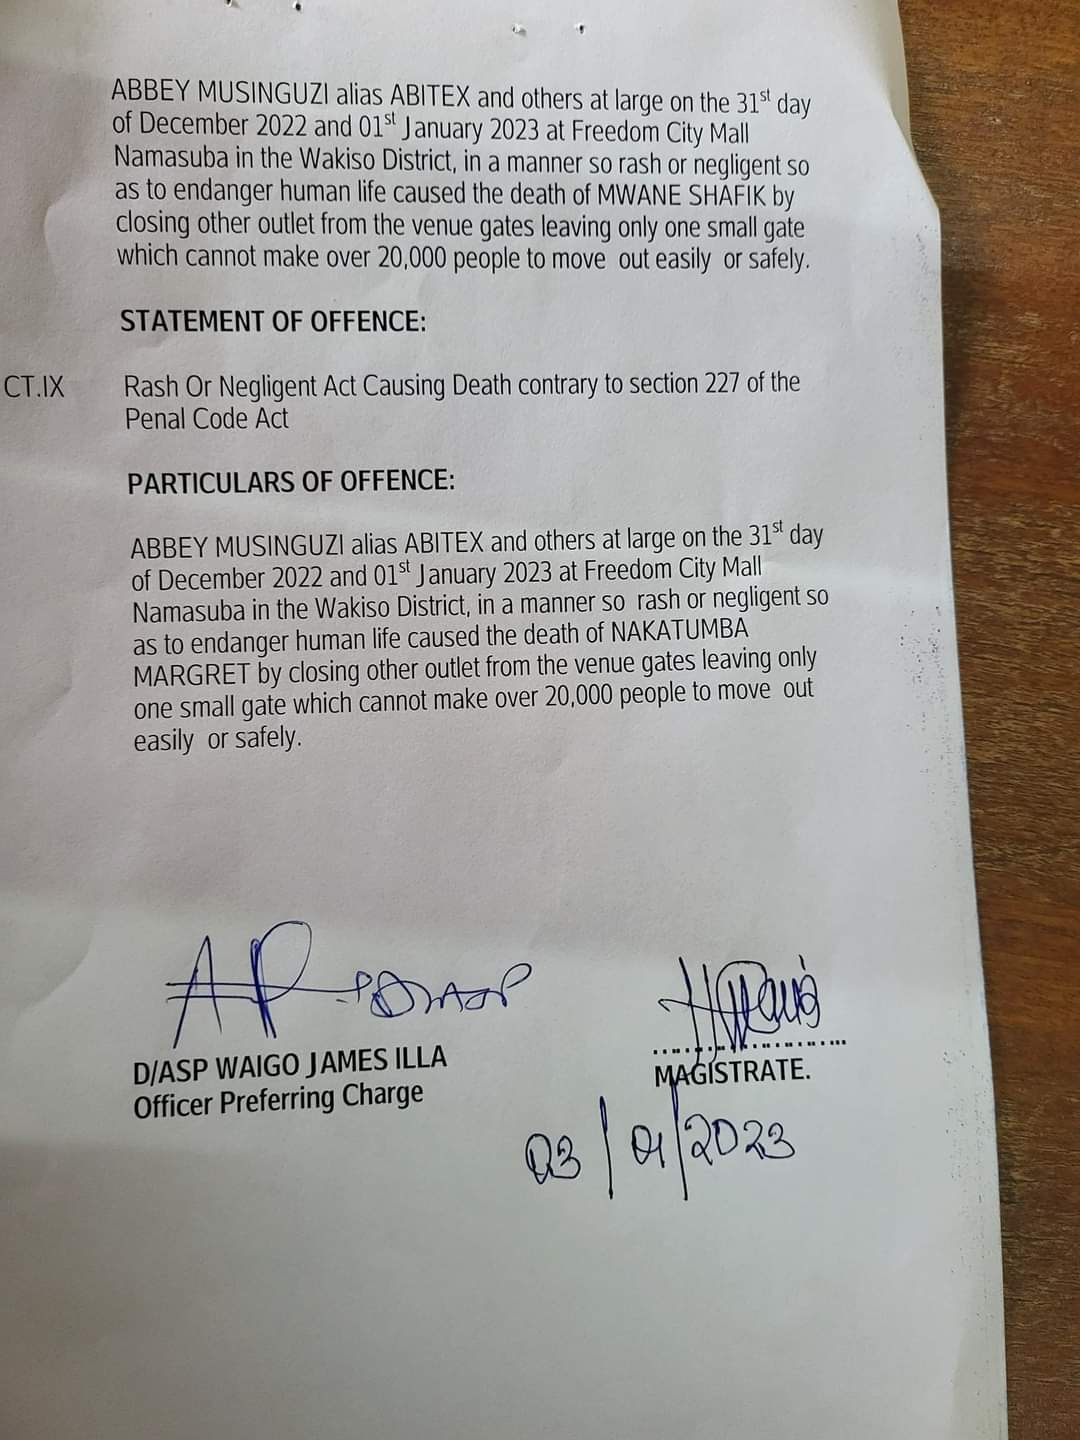 ABBEY MUSINGUZI alias ABITEX and others at large on the 31st day
of December 2022 and 01st January 2023 at Freedom City Mall
Namasuba in the Wakiso District, in a manner so rash or negligent so
as to endanger human life caused the death of MWANE SHAFIK by
closing other outlet from the venue gates leaving only one small gate
which cannot make over 20,000 people to move out easily or safely.
STATEMENT OF OFFENCE:
CT.IX Rash Or Negligent Act Causing Death contrary to section 227 of the
Penal Code Act
PARTICULARS OF OFFENCE:
ABBEY MUSINGUZI alias ABITEX and others at large on the 31st day
of December 2022 and 01st January 2023 at Freedom City Mall
Namasuba in the Wakiso District, in a manner so rash or negligent so
as to endanger human life caused the death of NAKATUMBA
MARGRET by closing other outlet from the venue gates leaving only
one small gate which cannot make over 20,000 people to move out
easily or safely.
D/ASP WAIGO JAMES ILLA
Officer Preferring Charge
MAGISTRATE.
03/01/2023